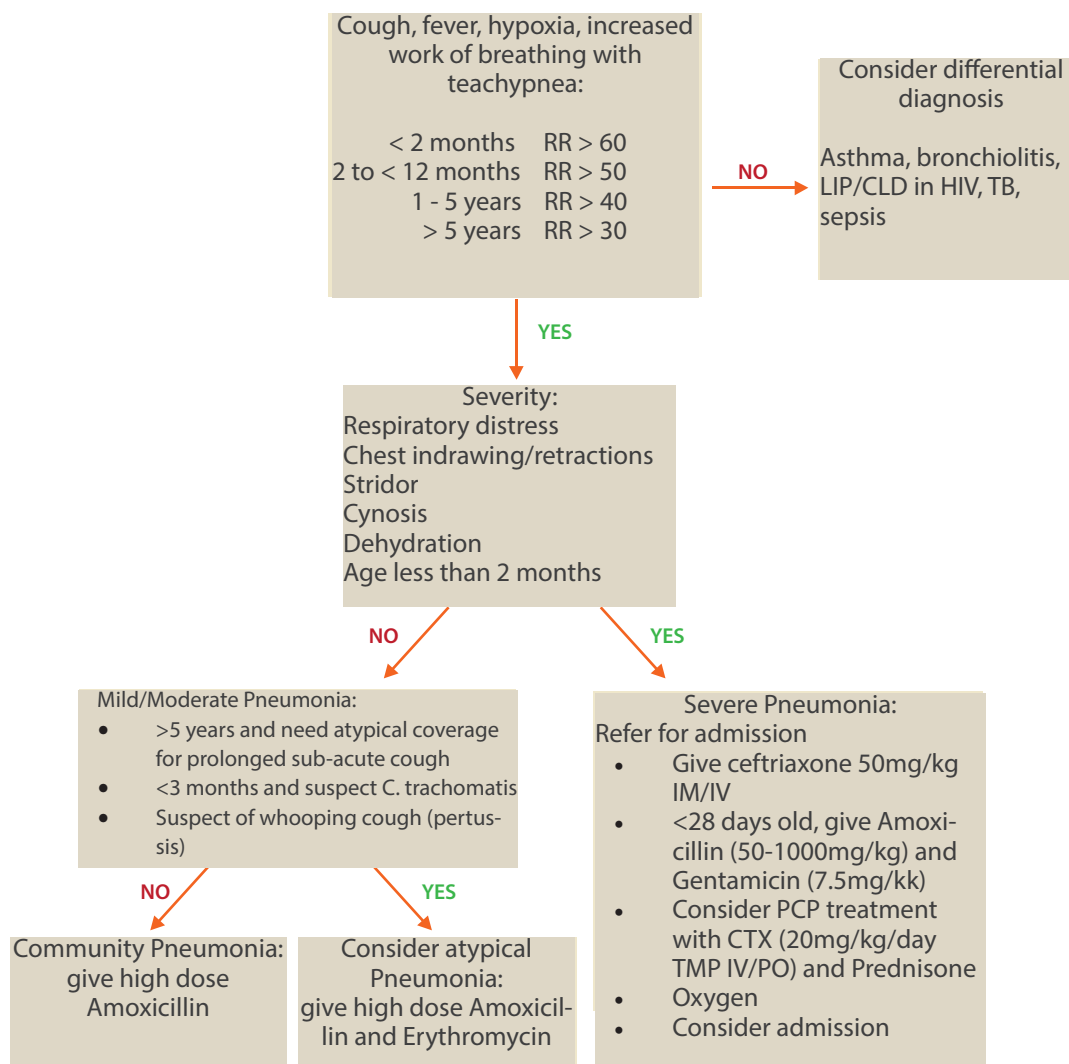 Cough, fever, hypoxia, increased
work of breathing with
teachypnea:
< 2 months RR > 60
2 to < 12 months RR > 50
1 - 5 years RR > 40
> 5 years RR > 30
NO
Consider differential
diagnosis
Asthma, bronchiolitis,
LIP/CLD in HIV, TB,
sepsis
YES
Severity:
Respiratory distress
Chest indrawing/retractions
Stridor
Cynosis
Dehydration
Age less than 2 months
NO
YES
Mild/Moderate Pneumonia:
• >5 years and need atypical coverage
for prolonged sub-acute cough
• <3 months and suspect C. trachomatis
• Suspect of whooping cough (pertus-
sis)
Severe Pneumonia:
Refer for admission
• Give ceftriaxone 50mg/kg
IM/IV
• <28 days old, give Amoxi-
cillin (50-1000mg/kg) and
Gentamicin (7.5mg/kk)
• Consider PCP treatment
with CTX (20mg/kg/day
TMP IV/PO) and Prednisone
• Oxygen
• Consider admission
NO
YES
Community Pneumonia:
give high dose
Amoxicillin
Consider atypical
Pneumonia:
give high dose Amoxicil-
lin and Erythromycin